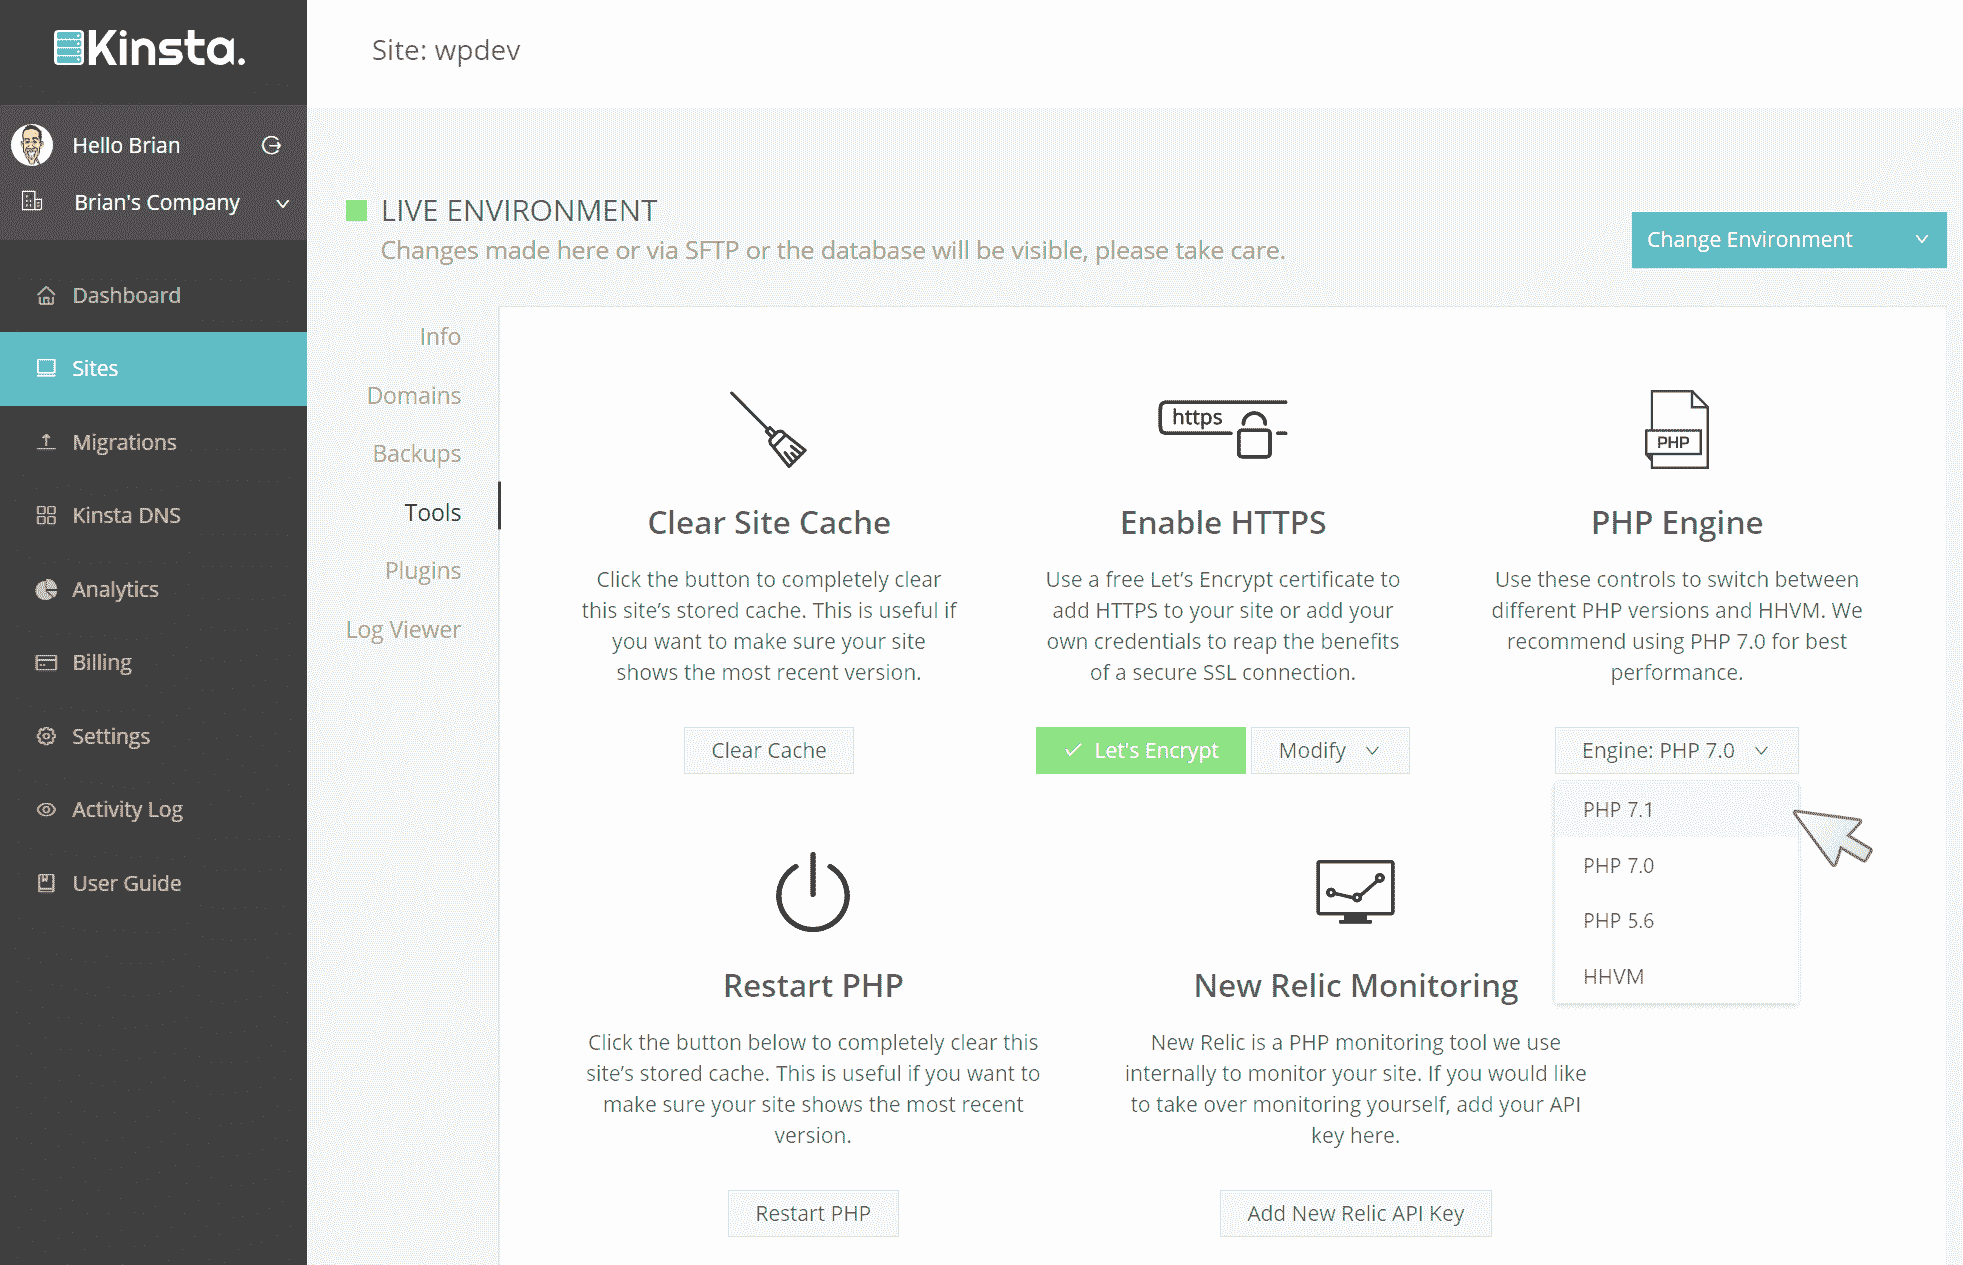 Kinsta.
Site: wpdev
Hello Brian
Brian's Company
Dashboard
Sites
Migrations
Kinsta DNS
Analytics
Billing
Settings
Activity Log
User Guide
LIVE ENVIRONMENT
Changes made here or via SFTP or the database will be visible, please take care.
Change Environment
Info
Domains
Backups
Tools
Plugins
Log Viewer
Clear Site Cache
Click the button to completely clear
this site’s stored cache. This is useful if
you want to make sure your site
shows the most recent version.
Clear Cache
https
Enable HTTPS
Use a free Let’s Encrypt certificate to
add HTTPS to your site or add your
own credentials to reap the benefits
of a secure SSL connection.
Let's Encrypt
Modify
PHP
PHP Engine
Use these controls to switch between
different PHP versions and HHVM. We
recommend using PHP 7.0 for best
performance.
Engine: PHP 7.0
PHP 7.1
PHP 7.0
PHP 5.6
HHVM
Restart PHP
Click the button below to completely clear this
site’s stored cache. This is useful if you want to
make sure your site shows the most recent
version.
Restart PHP
New Relic Monitoring
New Relic is a PHP monitoring tool we use
internally to monitor your site. If you would like
to take over monitoring yourself, add your API
key here.
Add New Relic API Key